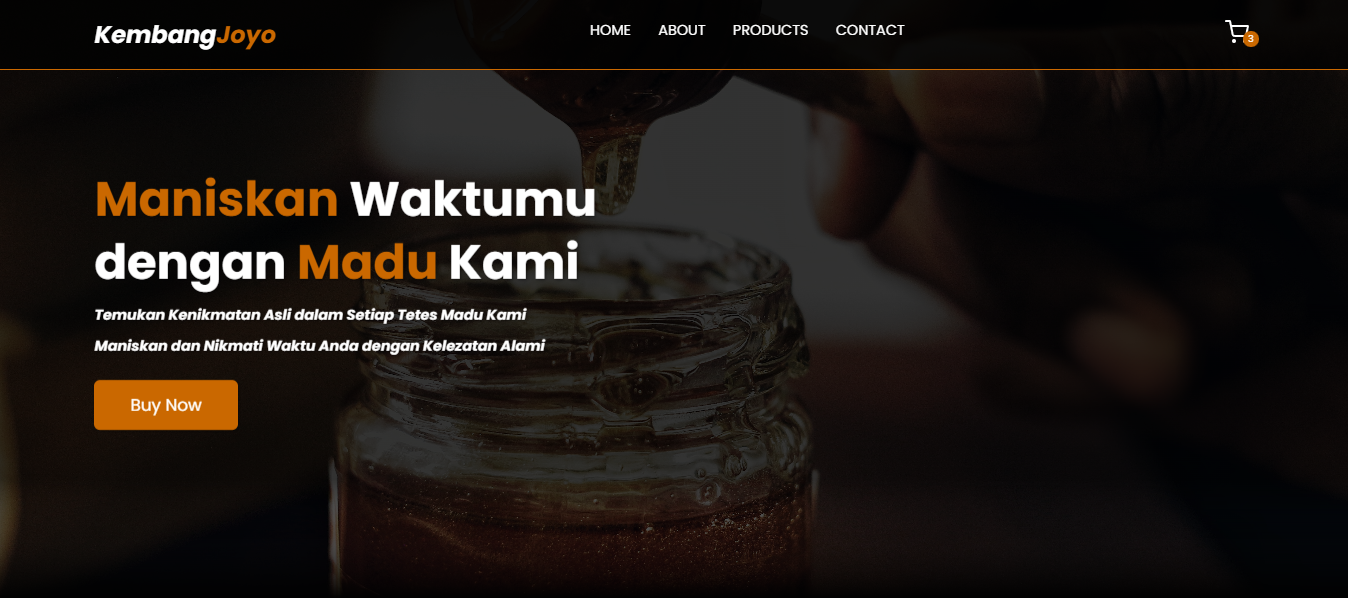 KembangJoyo
HOME ABOUT PRODUCTS CONTACT
3
Maniskan Waktumu
dengan Madu Kami
Temukan Kenikmatan Asli dalam Setiap Tetes Madu Kami
Maniskan dan Nikmati Waktu Anda dengan Kelezatan Alami
Buy Now